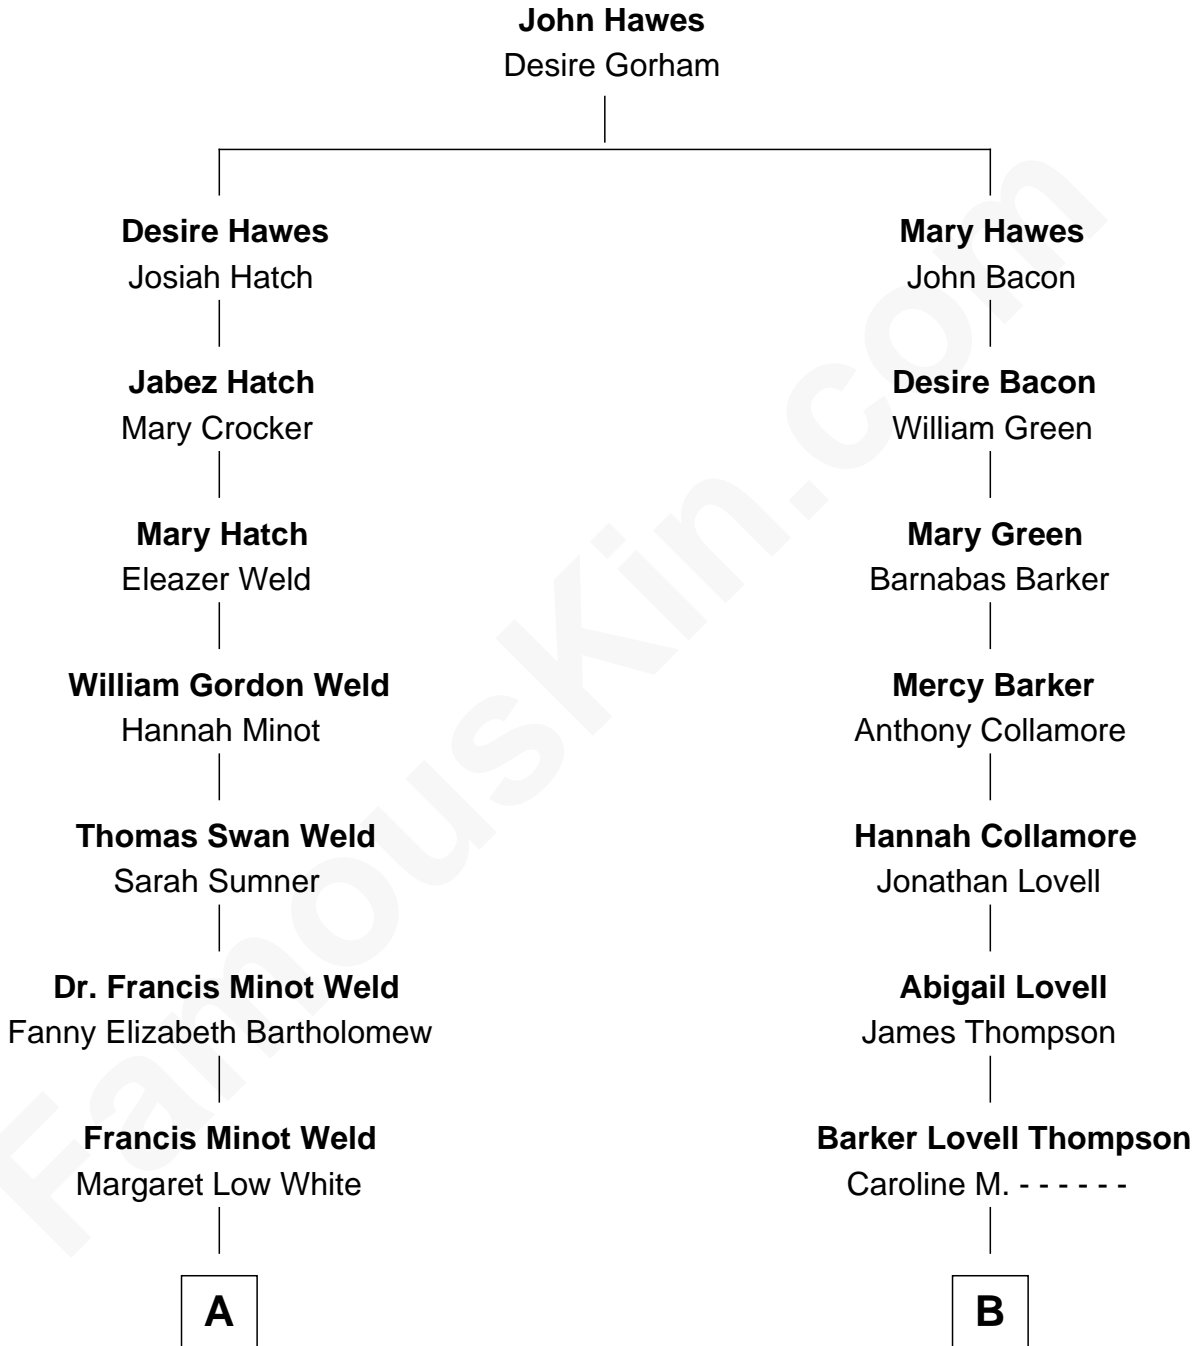 John Hawes
Desire Gorham
Desire Hawes
Josiah Hatch
Jabez Hatch
Mary Crocker
Mary Hatch
Eleazer Weld
William Gordon Weld
Hannah Minot
Thomas Swan Weld
Sarah Sumner
Dr. Francis Minot Weld
Fanny Elizabeth Bartholomew
Francis Minot Weld
Margaret Low White
A
Mary Hawes
John Bacon
Desire Bacon
William Green
Mary Green
Barnabas Barker
Mercy Barker
Anthony Collamore
Hannah Collamore
Jonathan Lovell
Abigail Lovell
James Thompson
Barker Lovell Thompson
Caroline M. - - - - - -
B
FamousKin.com